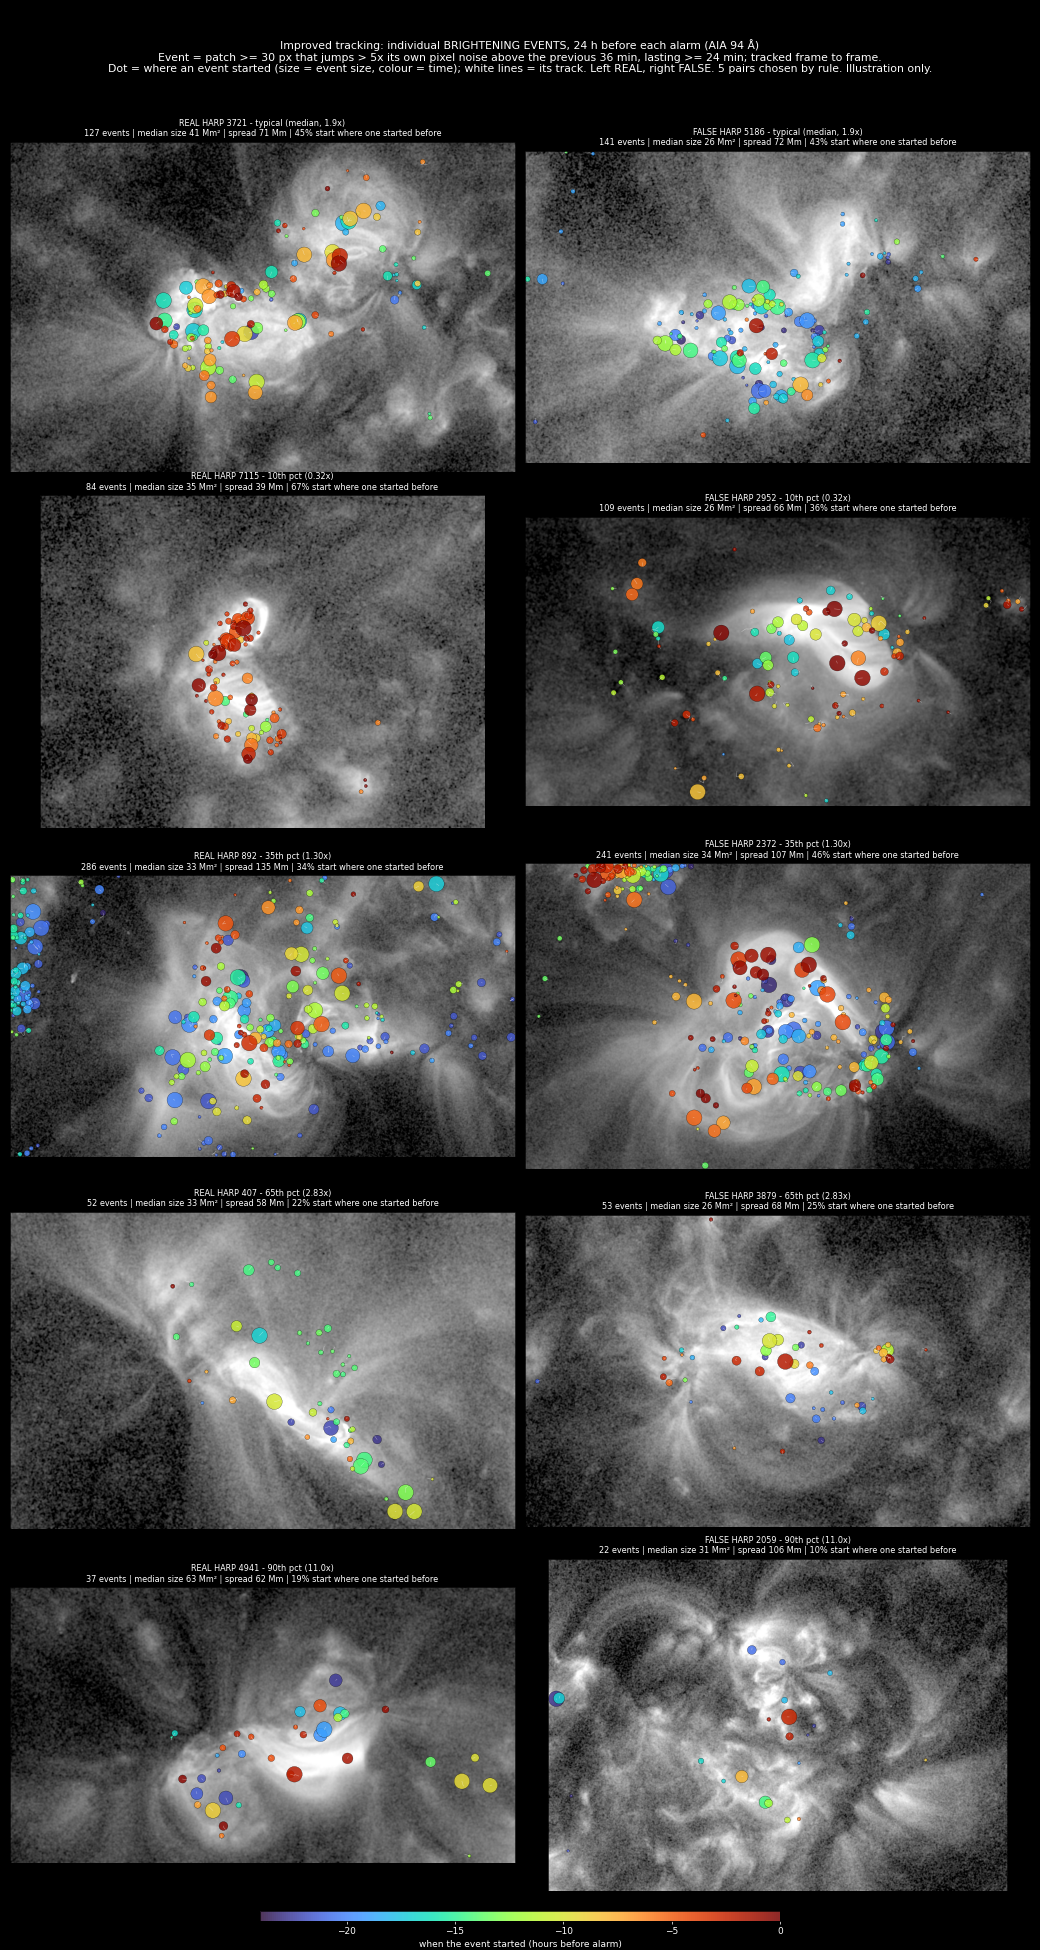 Improved tracking: individual BRIGHTENING EVENTS, 24 h before each alarm (AIA 94 Å)
Event = patch >= 30 px that jumps > 5x its own pixel noise above the previous 36 min, lasting >= 24 min; tracked frame to frame.
Dot = where an event started (size = event size, colour = time); white lines = its track. Left REAL, right FALSE. 5 pairs chosen by rule. Illustration only.
REAL HARP 3721 - typical (median, 1.9x)
127 events | median size 41 Mm² | spread 71 Mm | 45% start where one started before
FALSE HARP 5186 - typical (median, 1.9x)
141 events | median size 26 Mm² | spread 72 Mm | 43% start where one started before
REAL HARP 7115 - 10th pct (0.32x)
84 events | median size 35 Mm² | spread 39 Mm | 67% start where one started before
FALSE HARP 2952 - 10th pct (0.32x)
109 events | median size 26 Mm² | spread 66 Mm | 36% start where one started before
REAL HARP 892 - 35th pct (1.30x)
286 events | median size 33 Mm² | spread 135 Mm | 34% start where one started before
FALSE HARP 2372 - 35th pct (1.30x)
241 events | median size 34 Mm² | spread 107 Mm | 46% start where one started before
REAL HARP 407 - 65th pct (2.83x)
52 events | median size 33 Mm² | spread 58 Mm | 22% start where one started before
FALSE HARP 3879 - 65th pct (2.83x)
53 events | median size 26 Mm² | spread 68 Mm | 25% start where one started before
REAL HARP 4941 - 90th pct (11.0x)
37 events | median size 63 Mm² | spread 62 Mm | 19% start where one started before
FALSE HARP 2059 - 90th pct (11.0x)
22 events | median size 31 Mm² | spread 106 Mm | 10% start where one started before
−20 −15 −10 −5 0
when the event started (hours before alarm)